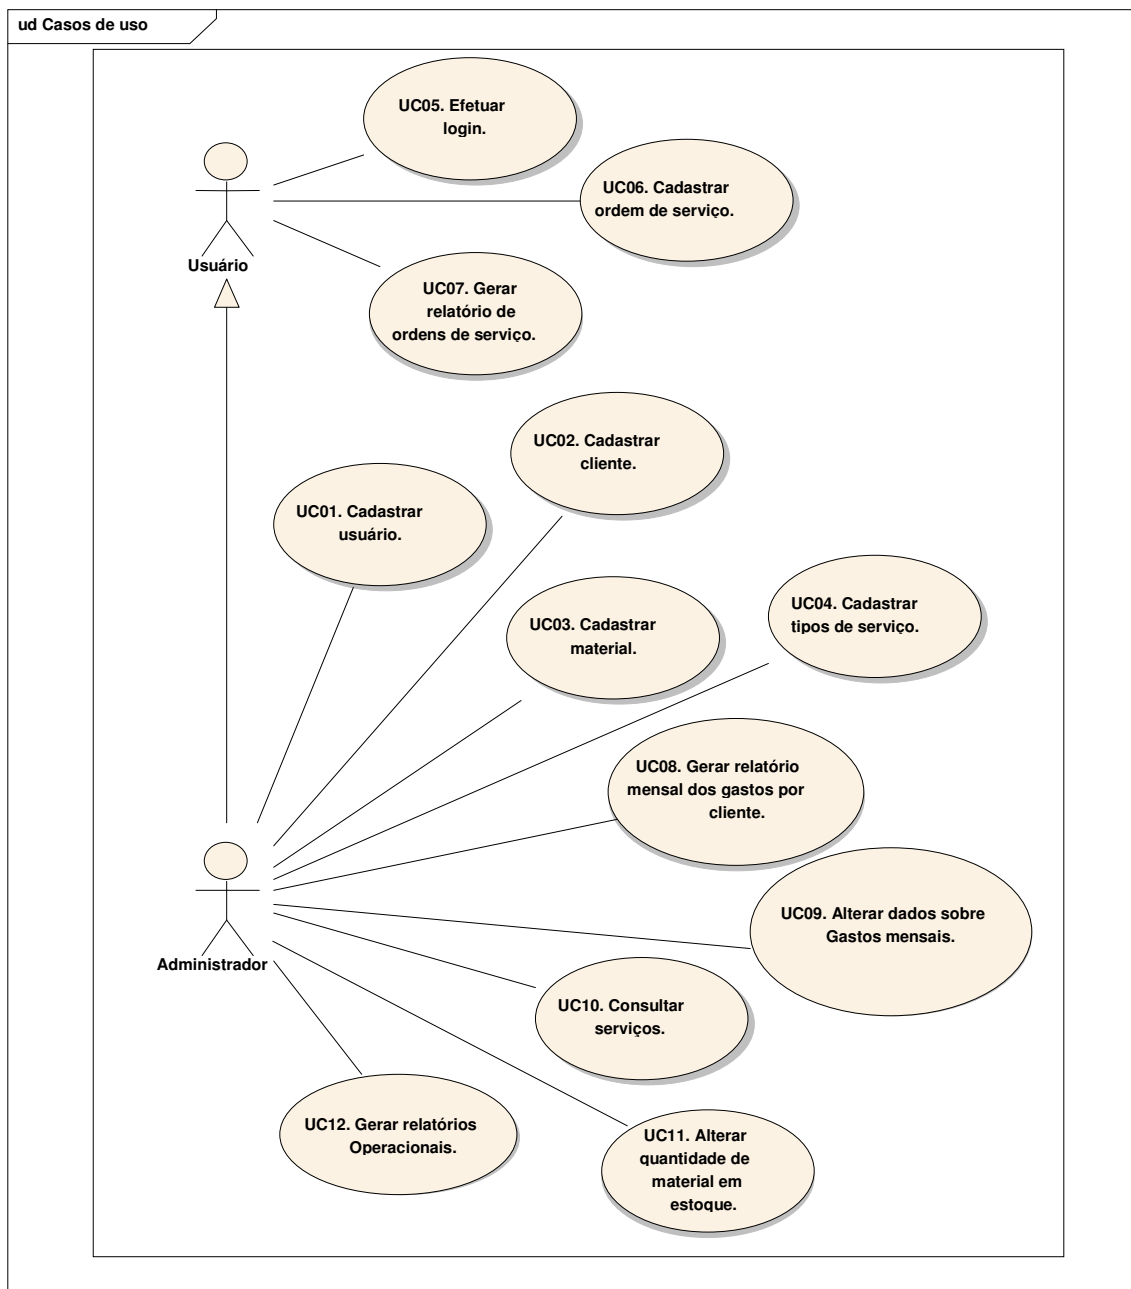 ud Casos de uso
UC05. Efetuar
login.
UC06. Cadastrar
ordem de serviço.
Usuário
UC07. Gerar
relatório de
ordens de serviço.
UC02. Cadastrar
cliente.
UC01. Cadastrar
usuário.
UC04. Cadastrar
tipos de serviço.
UC03. Cadastrar
material.
UC08. Gerar relatório
mensal dos gastos por
cliente.
UC09. Alterar dados sobre
Gastos mensais.
Administrador
UC10. Consultar
serviços.
UC12. Gerar relatórios
Operacionais.
UC11. Alterar
quantidade de
material em
estoque.